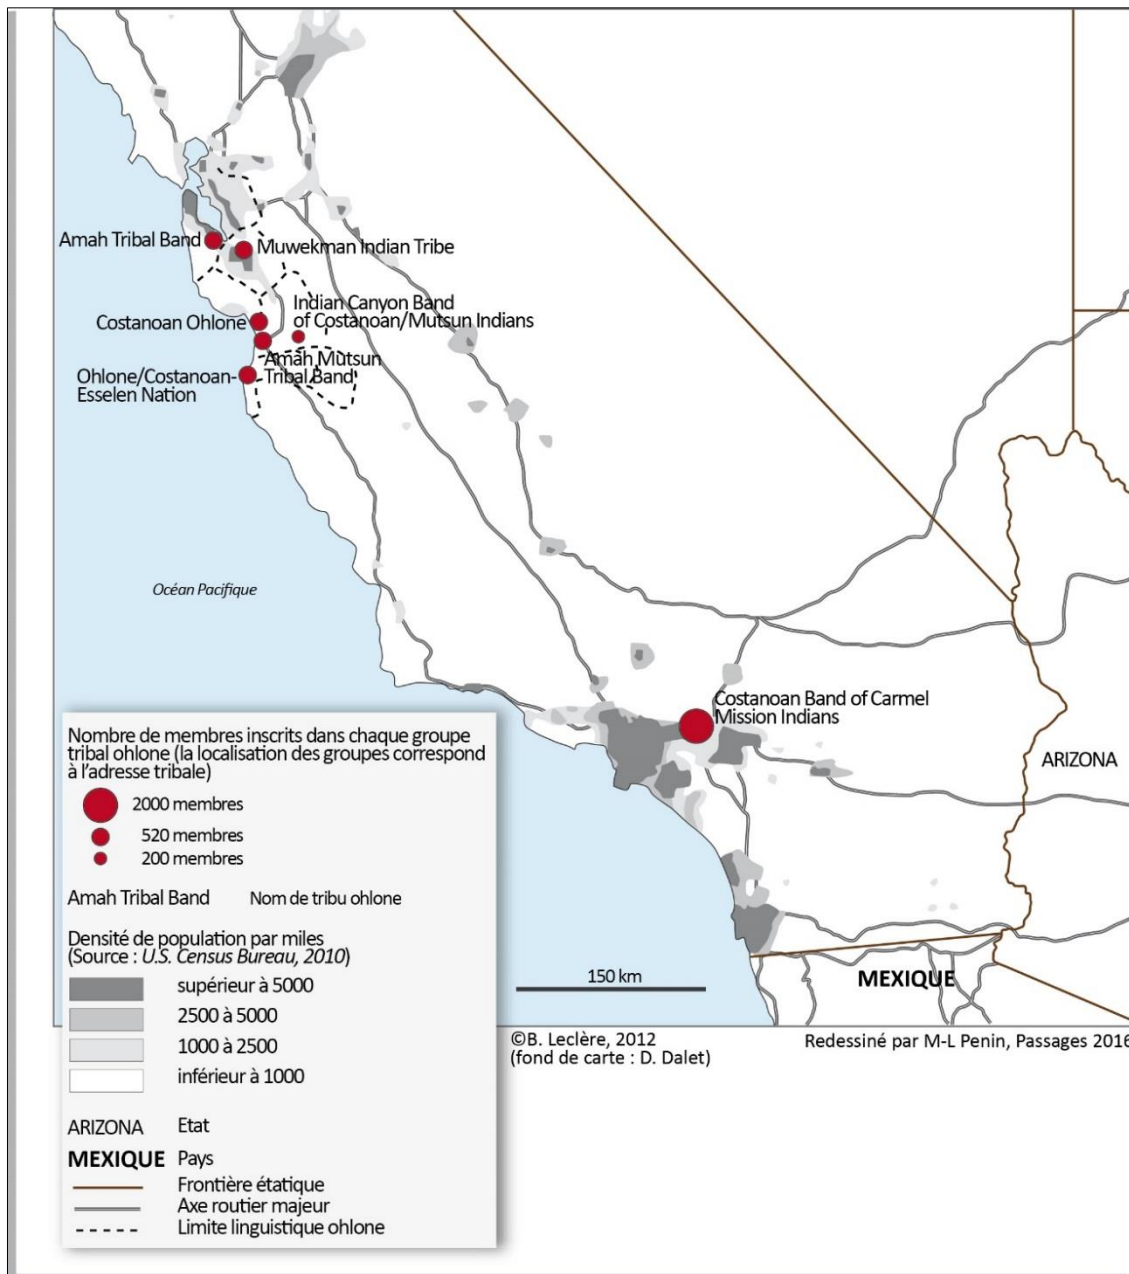 Amah Tribal Band
Muwekman Indian Tribe
Indian Canyon Band
of Costanoan/Mutsun Indians
Costanoan Ohlone
Amah Mutsun
Tribal Band
Ohlone/Costanoan-
Esselen Nation
Océan Pacifique
Costanoan Band of Carmel
Mission Indians
ARIZONA
Nombre de membres inscrits dans chaque groupe
tribal ohlone (la localisation des groupes correspond
à l'adresse tribale)
2000 membres
520 membres
200 membres
Amah Tribal Band Nom de tribu ohlone
Densité de population par miles
(Source : U.S. Census Bureau, 2010)
supérieur à 5000
2500 à 5000
1000 à 2500
inférieur à 1000
ARIZONA Etat
MEXIQUE Pays
Frontière étatique
Axe routier majeur
Limite linguistique ohlone
150 km
MEXIQUE
©B. Leclère, 2012
(fond de carte : D. Dalet)
Redessiné par M-L Penin, Passages 2016